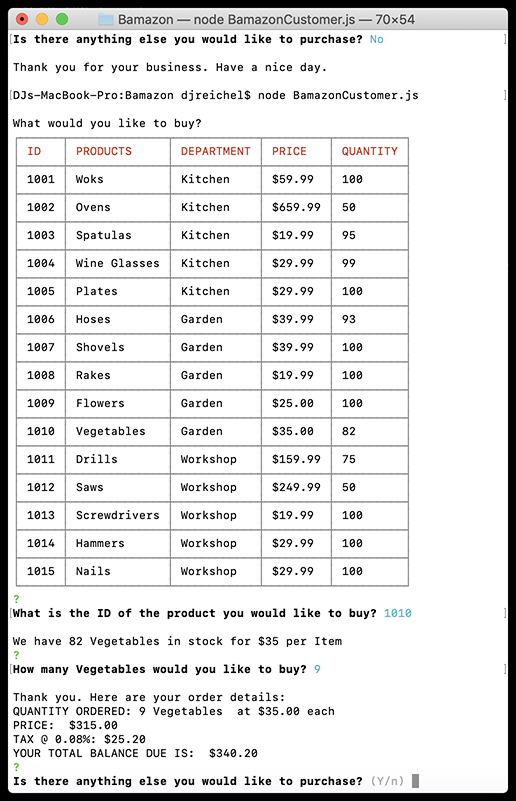 Bamazon — node BamazonCustomer.js — 70×54
[Is there anything else you would like to purchase? No ]
Thank you for your business. Have a nice day.
[DJs-MacBook-Pro:Bamazon djreichel$ node BamazonCustomer.js ]
What would you like to buy?
ID PRODUCTS DEPARTMENT PRICE QUANTITY
1001 Woks Kitchen $59.99 100
1002 Ovens Kitchen $659.99 50
1003 Spatulas Kitchen $19.99 95
1004 Wine Glasses Kitchen $29.99 99
1005 Plates Kitchen $29.99 100
1006 Hoses Garden $39.99 93
1007 Shovels Garden $39.99 100
1008 Rakes Garden $19.99 100
1009 Flowers Garden $25.00 100
1010 Vegetables Garden $35.00 82
1011 Drills Workshop $159.99 75
1012 Saws Workshop $249.99 50
1013 Screwdrivers Workshop $19.99 100
1014 Hammers Workshop $29.99 100
1015 Nails Workshop $29.99 100
?
[What is the ID of the product you would like to buy? 1010 ]
We have 82 Vegetables in stock for $35 per Item
?
[How many Vegetables would you like to buy? 9 ]
Thank you. Here are your order details:
QUANTITY ORDERED: 9 Vegetables  at $35.00 each
PRICE:  $315.00
TAX @ 0.08%: $25.20
YOUR TOTAL BALANCE DUE IS:  $340.20
?
Is there anything else you would like to purchase? (Y/n)